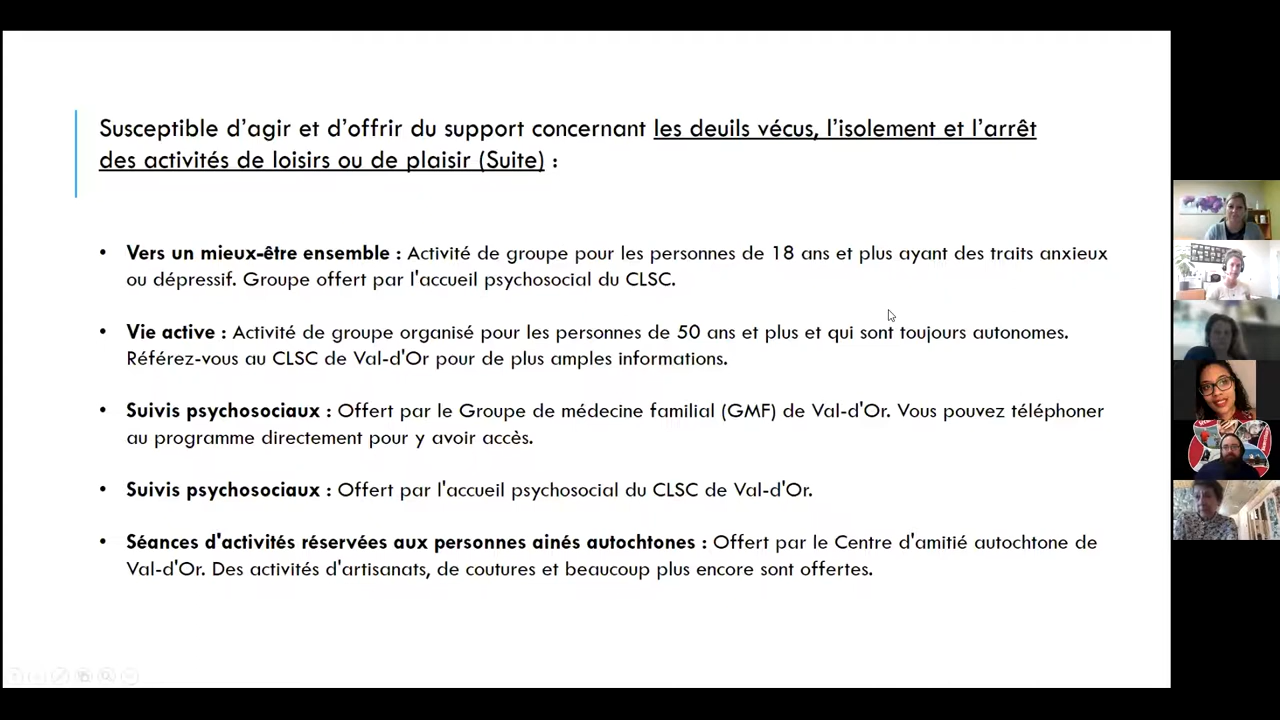 Susceptible d'agir et d'offrir du support concernant les deuils vécus, l'isolement et l'arrêt
des activités de loisirs ou de plaisir (Suite) :
• Vers un mieux-être ensemble : Activité de groupe pour les personnes de 18 ans et plus ayant des traits anxieux
ou dépressif. Groupe offert par l'accueil psychosocial du CLSC.
• Vie active : Activité de groupe organisé pour les personnes de 50 ans et plus et qui sont toujours autonomes.
Référez-vous au CLSC de Val-d'Or pour de plus amples informations.
• Suivis psychosociaux : Offert par le Groupe de médecine familial (GMF) de Val-d'Or. Vous pouvez téléphoner
au programme directement pour y avoir accès.
• Suivis psychosociaux : Offert par l'accueil psychosocial du CLSC de Val-d'Or.
• Séances d'activités réservées aux personnes ainés autochtones : Offert par le Centre d'amitié autochtone de
Val-d'Or. Des activités d'artisanats, de coutures et beaucoup plus encore sont offertes.